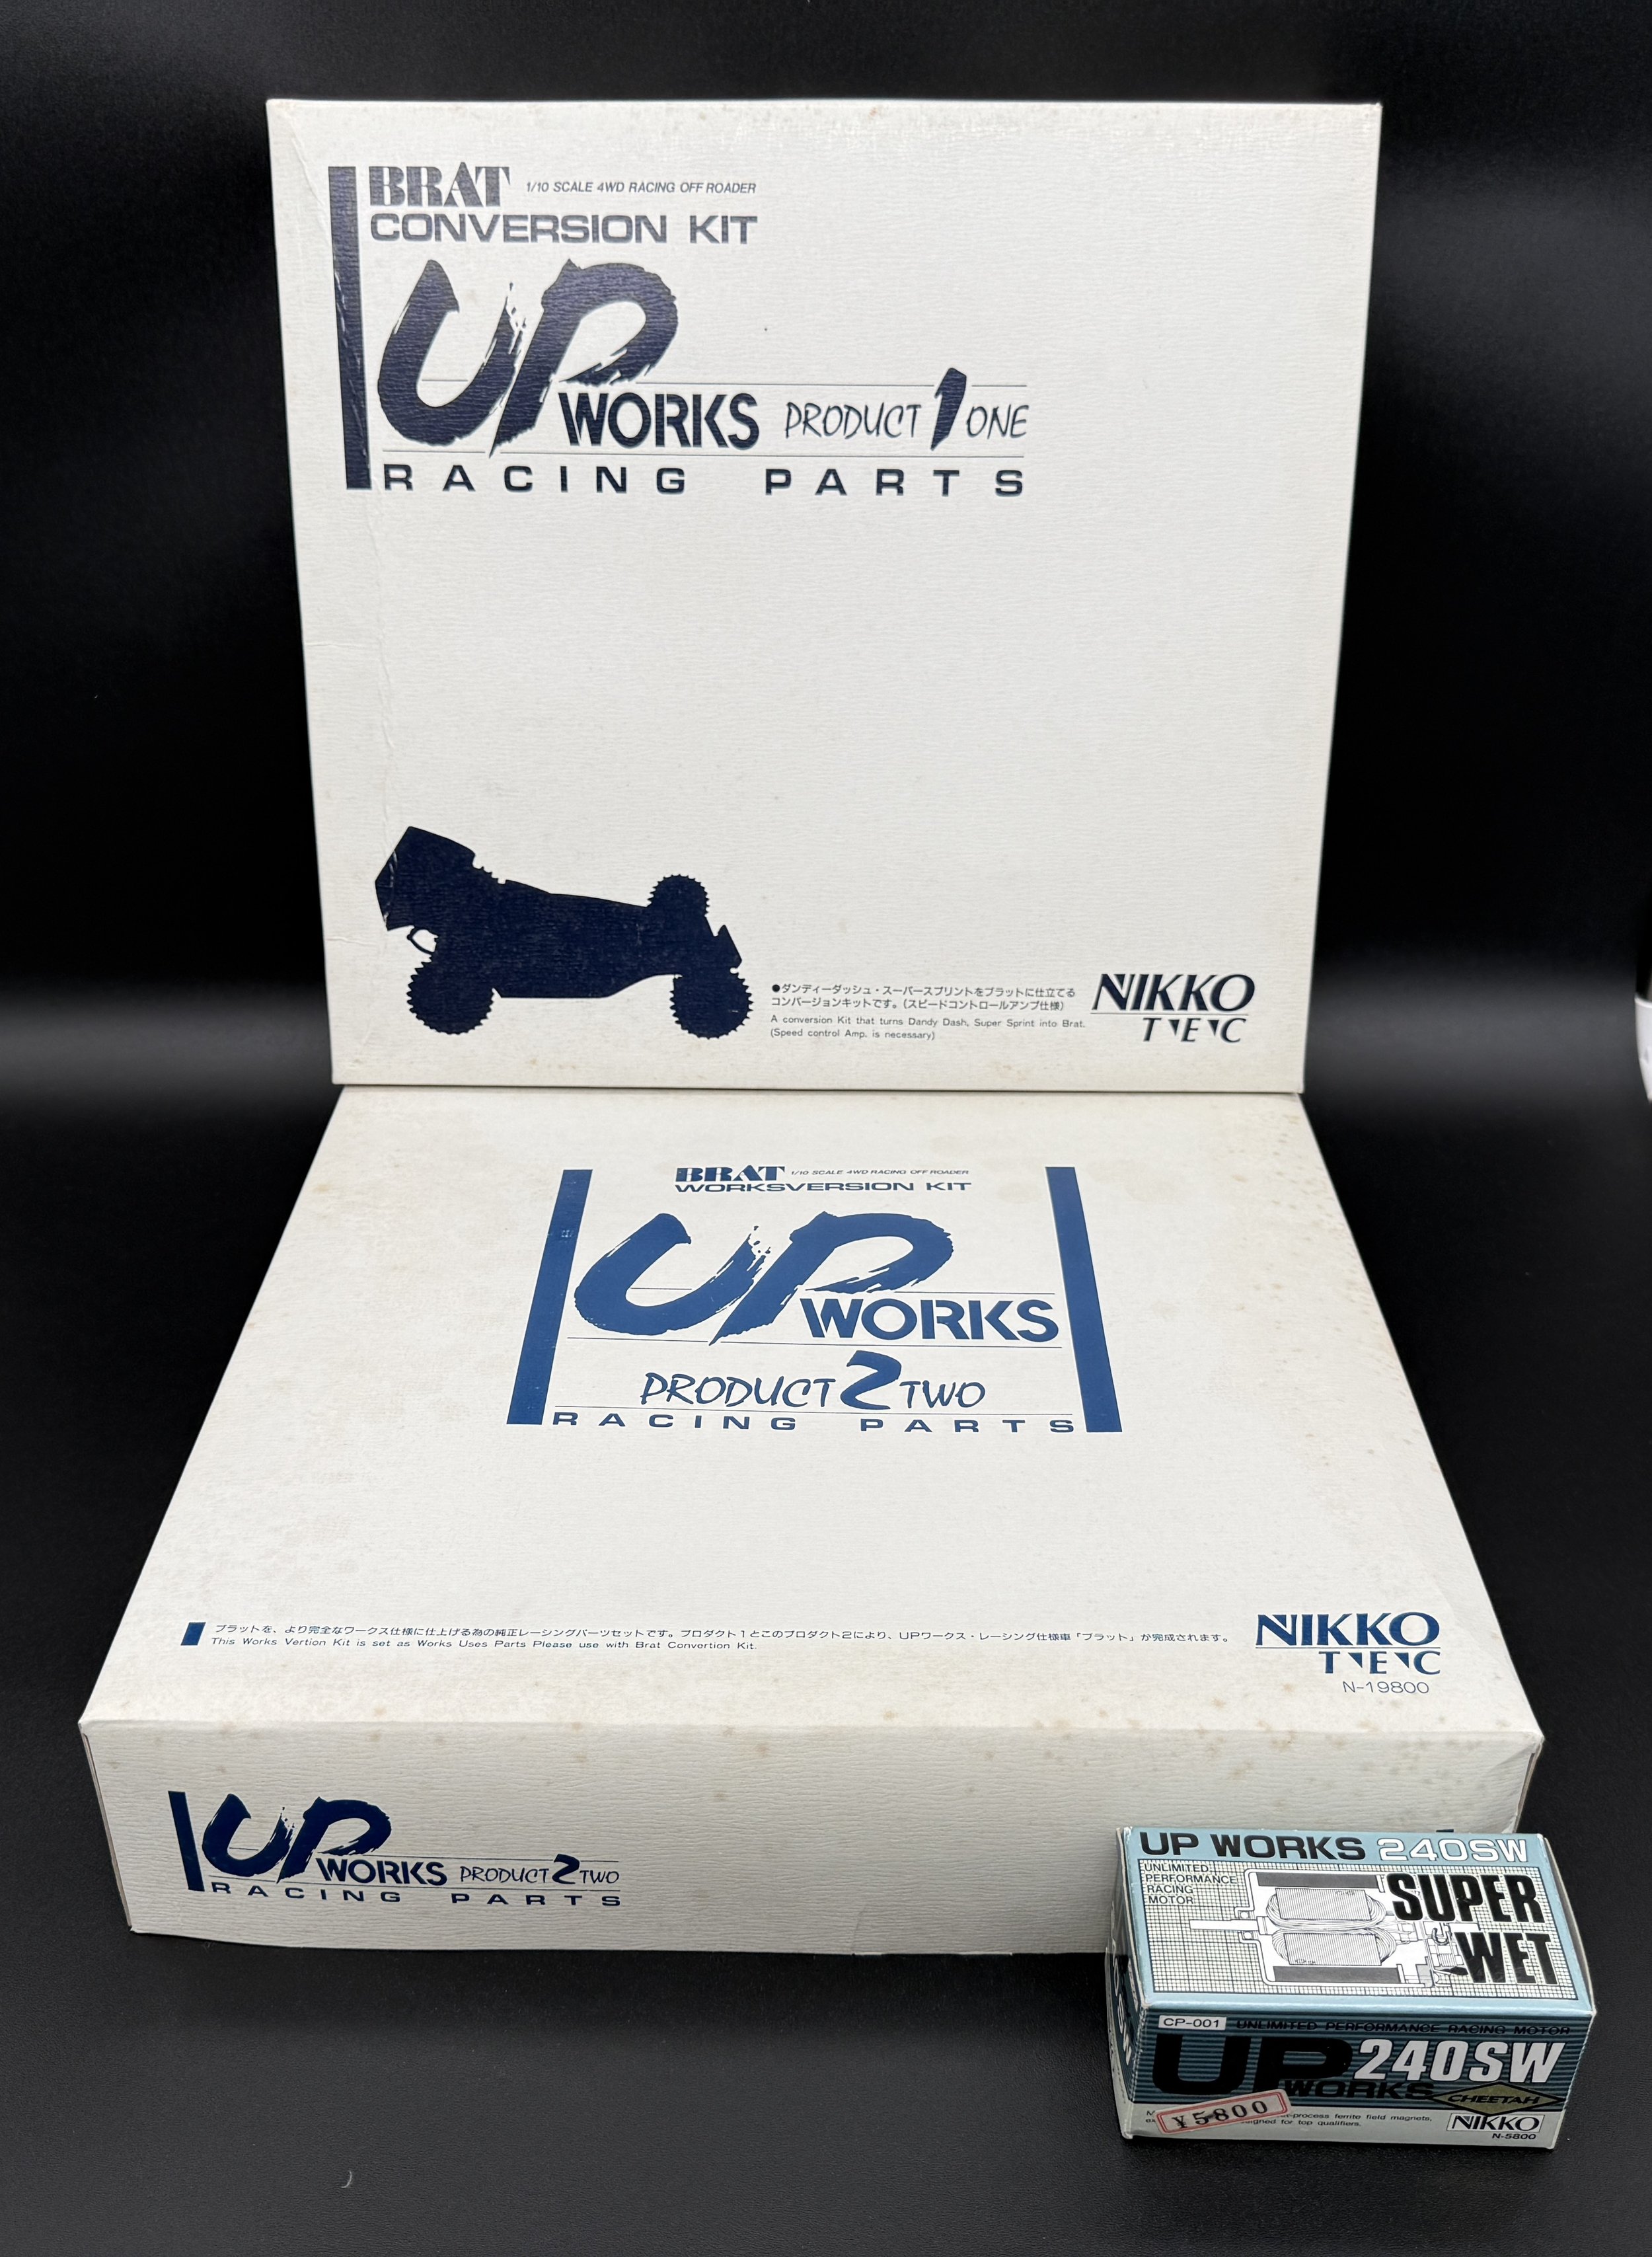 BRAT 1/10 SCALE 4WD RACING OFF ROADER
CONVERSION KIT
UP
WORKS PRODUCT 1 ONE
RACING PARTS
●ダンディーダッシュ・スーパースプリントをブラットに仕立てる
コンバージョンキットです。(スピードコントロールアンプ仕様)
A conversion Kit that turns Dandy Dash, Super Sprint into Brat.
(Speed control Amp. is necessary)
NIKKO
TEC
BRAT 1/10 SCALE 4WD RACING OFF ROADER
WORKSVERSION KIT
UP
WORKS
PRODUCT 2 TWO
RACING PARTS
ブラットを、より完全なワークス仕様に仕上げる為の純正レーシングパーツセットです。プロダクト1とこのプロダクト2により、UPワークス・レーシング仕様車「ブラット」が完成されます。
This Works Vertion Kit is set as Works Uses Parts Please use with Brat Convertion Kit.
NIKKO
TEC
N-19800
UP
WORKS PRODUCT 2 TWO
RACING PARTS
UP WORKS 240SW
UNLIMITED
PERFORMANCE
RACING
MOTOR
SUPER
WET
CP-001 UNLIMITED PERFORMANCE RACING MOTOR
UP 240SW
WORKS
CHEETAH
¥5800
-process ferrite field magnets.
signed for top qualifiers.
NIKKO
N-5800